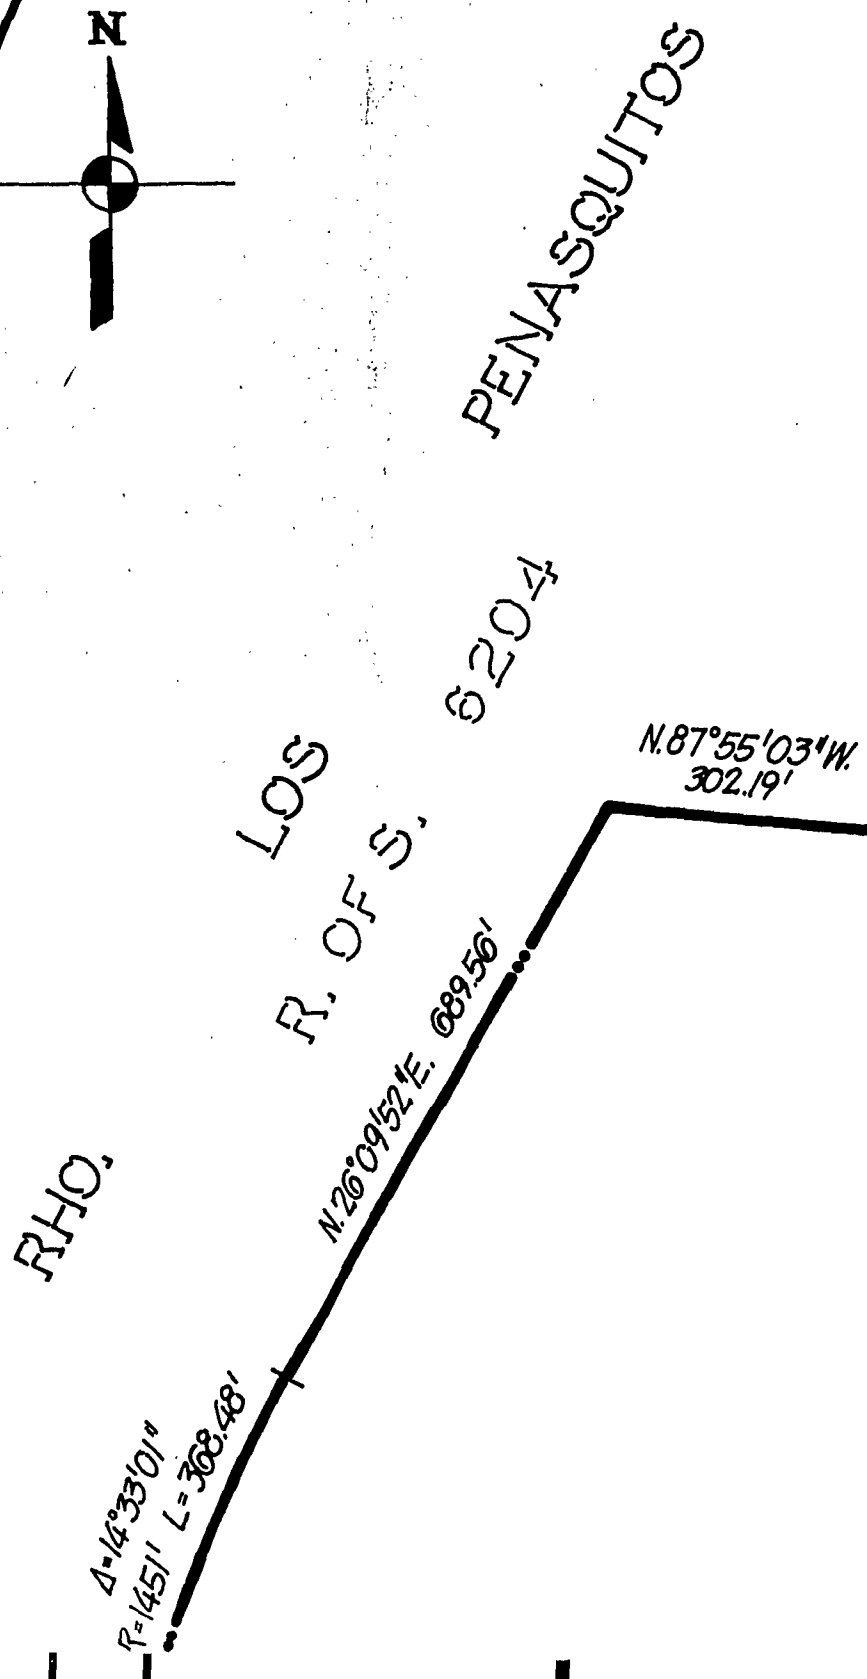 N
PENASQUITOS
6204
LOS
R. OF S.
RHO.
N.87°55'03"W.
302.19'
N.26°09'52"E. 689.56'
Δ=14°33'01"
R=1451' L=368.48'